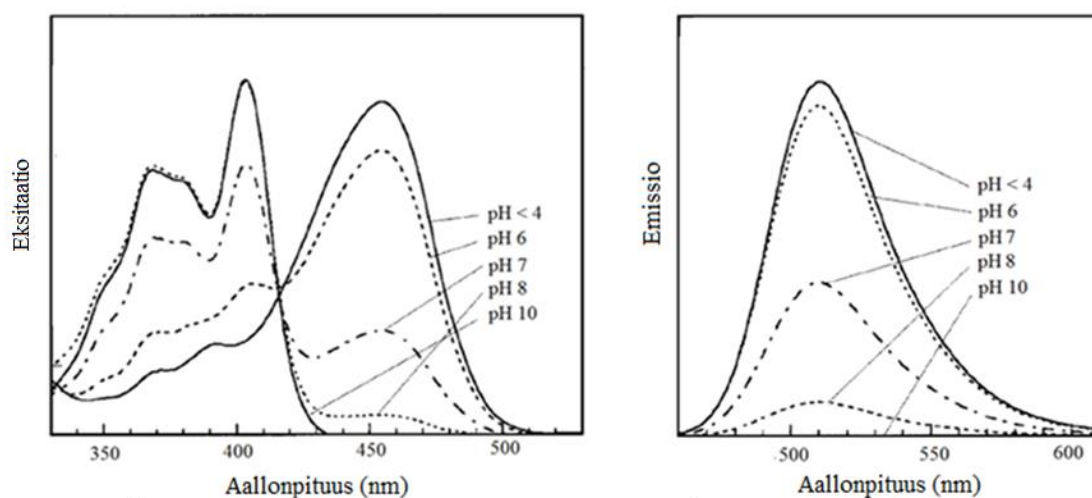 Eksitaatio
pH < 4
pH 6
pH 7
pH 8
pH 10
350
400
450
500
Aallonpituus (nm)
Emissio
pH < 4
pH 6
pH 7
pH 8
pH 10
500
550
600
Aallonpituus (nm)